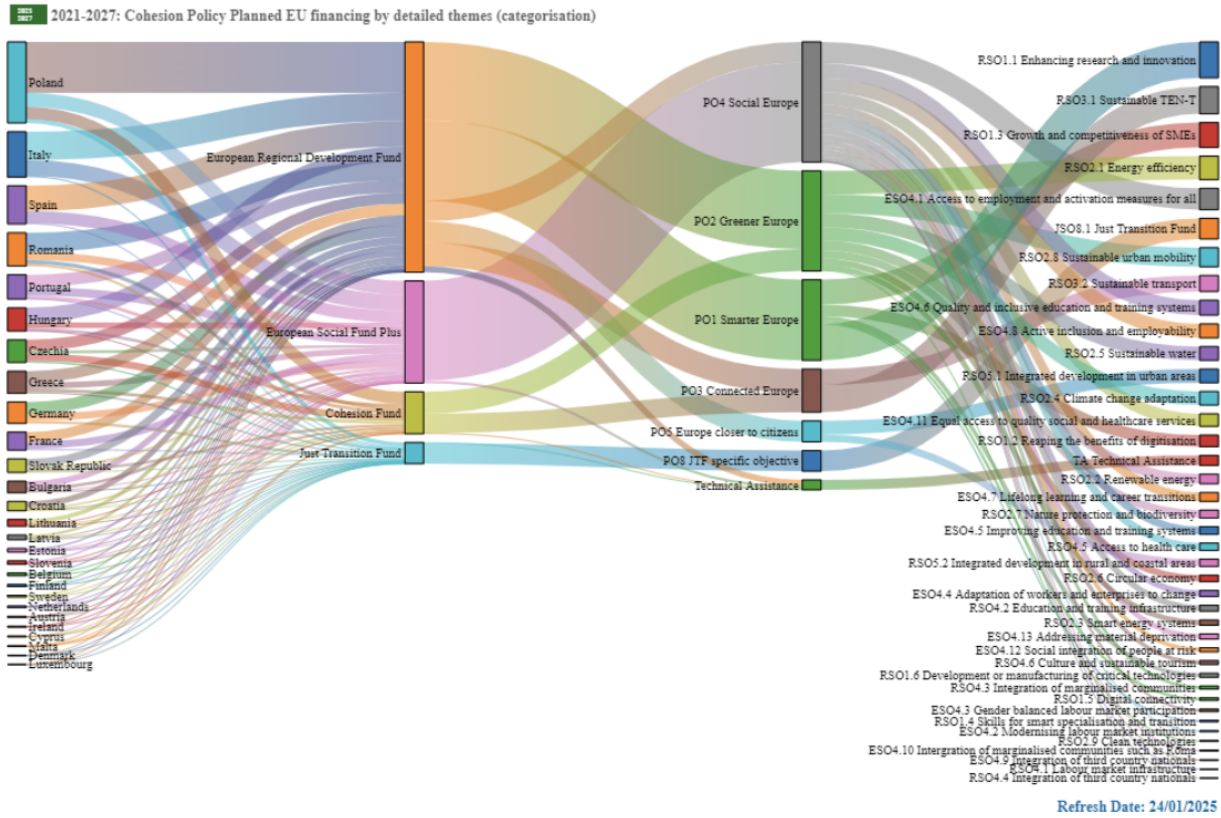 2021
2027
2021-2027: Cohesion Policy Planned EU financing by detailed themes (categorisation)
Poland
Italy
Spain
Romania
Portugal
Hungary
Czechia
Greece
Germany
France
Slovak Republic
Bulgaria
Croatia
Lithuania
Latvia
Estonia
Slovenia
Belgium
Finland
Sweden
Netherlands
Austria
Ireland
Cyprus
Malta
Denmark
Luxembourg
European Regional Development Fund
European Social Fund Plus
Cohesion Fund
Just Transition Fund
PO4 Social Europe
PO2 Greener Europe
PO1 Smarter Europe
PO3 Connected Europe
PO5 Europe closer to citizens
PO8 JTF specific objective
Technical Assistance
RSO1.1 Enhancing research and innovation
RSO3.1 Sustainable TEN-T
RSO1.3 Growth and competitiveness of SMEs
RSO2.1 Energy efficiency
ESO4.1 Access to employment and activation measures for all
JSO8.1 Just Transition Fund
RSO2.8 Sustainable urban mobility
RSO3.2 Sustainable transport
ESO4.6 Quality and inclusive education and training systems
ESO4.8 Active inclusion and employability
RSO2.5 Sustainable water
RSO5.1 Integrated development in urban areas
RSO2.4 Climate change adaptation
ESO4.11 Equal access to quality social and healthcare services
RSO1.2 Reaping the benefits of digitisation
TA Technical Assistance
RSO2.2 Renewable energy
ESO4.7 Lifelong learning and career transitions
RSO2.7 Nature protection and biodiversity
ESO4.5 Improving education and training systems
RSO4.5 Access to health care
RSO5.2 Integrated development in rural and coastal areas
RSO2.6 Circular economy
ESO4.4 Adaptation of workers and enterprises to change
RSO4.2 Education and training infrastructure
RSO2.3 Smart energy systems
ESO4.13 Addressing material deprivation
ESO4.12 Social integration of people at risk
RSO4.6 Culture and sustainable tourism
RSO1.6 Development or manufacturing of critical technologies
RSO4.3 Integration of marginalised communities
RSO1.5 Digital connectivity
ESO4.3 Gender balanced labour market participation
RSO1.4 Skills for smart specialisation and transition
ESO4.2 Modernising labour market institutions
RSO2.9 Clean technologies
ESO4.10 Intergration of marginalised communities such as Roma
ESO4.9 Integration of third country nationals
RSO4.1 Labour market infrastructure
RSO4.4 Integration of third country nationals
Refresh Date: 24/01/2025